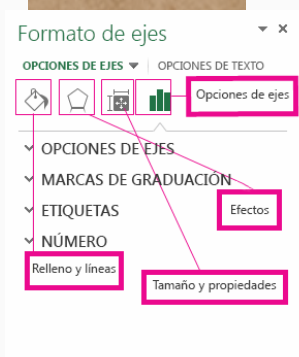 Formato de ejes
OPCIONES DE EJES OPCIONES DE TEXTO
Opciones de ejes
OPCIONES DE EJES
MARCAS DE GRADUACIÓN
ETIQUETAS
Efectos
NÚMERO
Relleno y líneas
Tamaño y propiedades